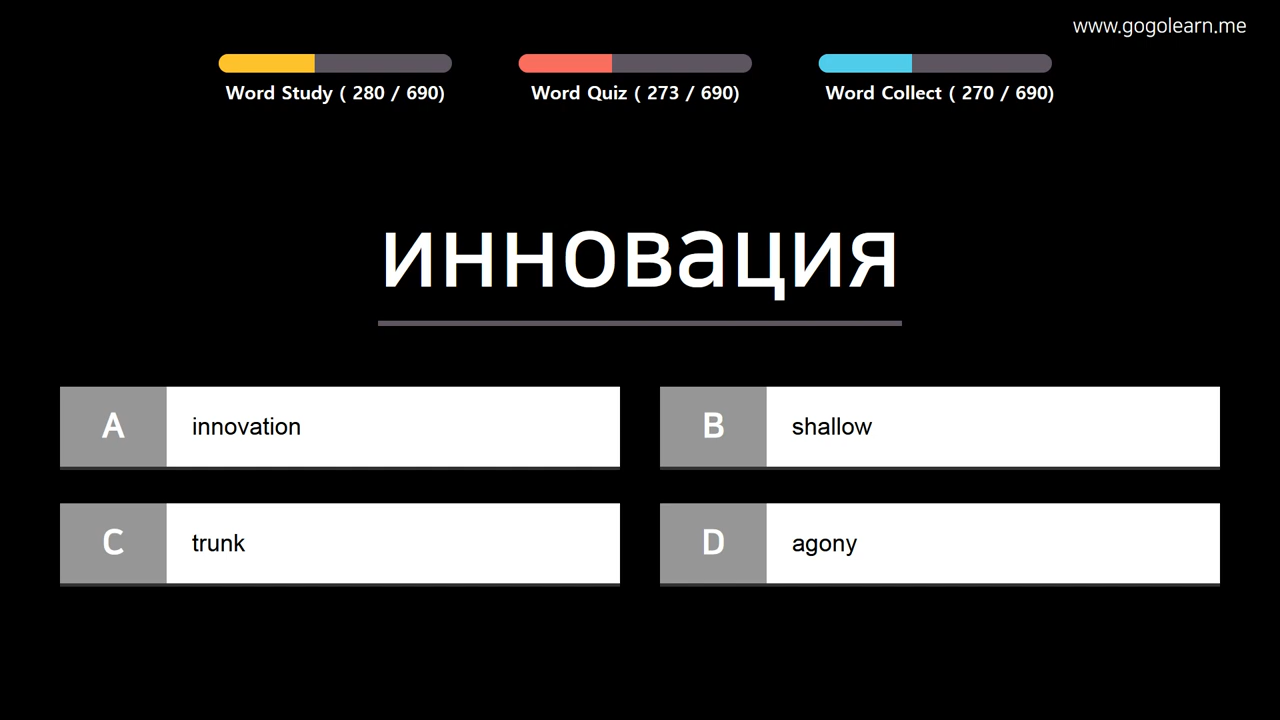 www.gogolearn.me
Word Study ( 280 / 690)
Word Quiz ( 273 / 690)
Word Collect ( 270 / 690)
инновация
A innovation
B shallow
C trunk
D agony